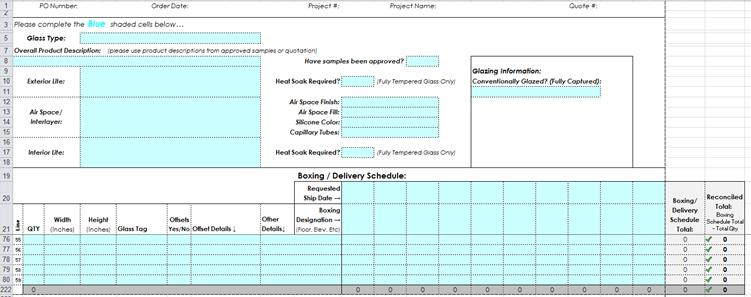 1 PO Number: Order Date: Project #: Project Name: Quote #:
2
3 Please complete the Blue shaded cells below...
5 Glass Type:
7 Overall Product Description: (please use product descriptions from approved samples or quotation)
8 Have samples been approved?
9 Glazing Information:
10 Exterior Lite: Heat Soak Required? (Fully Tempered Glass Only) Conventionally Glazed? (Fully Captured):
11
12 Air Space Finish:
13 Air Space/ Air Space Fill:
14 Interlayer: Silicone Color:
15 Capillary Tubes:
16
17 Interior Lite: Heat Soak Required? (Fully Tempered Glass Only)
18
19 Boxing / Delivery Schedule:
20 Requested
Ship Date →
21 Line QTY Width
(Inches) Height
(Inches) Glass Tag Offsets
Yes/No Offset Details ↓ Other
Details↓ Boxing
Designation →
(Floor, Elev. Etc) Boxing/
Delivery
Schedule
Total: Reconciled
Total:
Boxing
Schedule Total
- Total Qty
76 55 0 ✓ 0
77 56 0 ✓ 0
78 57 0 ✓ 0
79 58 0 ✓ 0
80 59 0 ✓ 0
222 0 0 0 0 0 0 0 0 0 0 0 0 ✓ 0